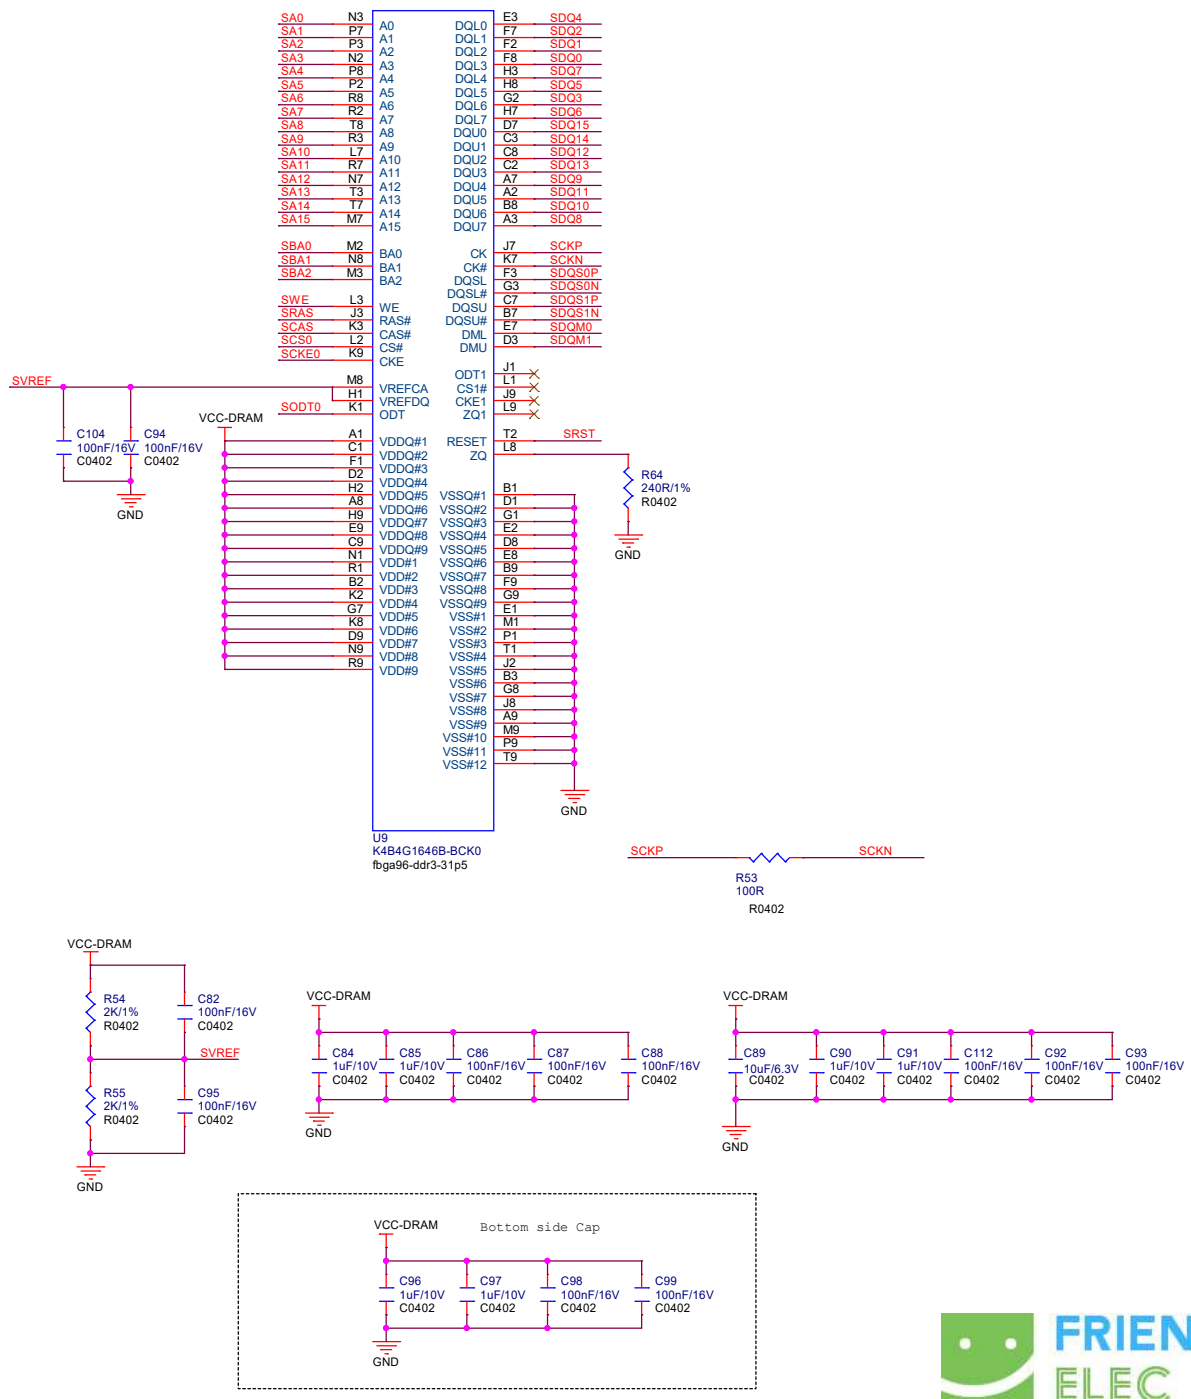 SA0 N3 A0 DQL0 E3 SDQ4
SA1 P7 A1 DQL1 F7 SDQ2
SA2 P3 A2 DQL2 F2 SDQ1
SA3 N2 A3 DQL3 F8 SDQ0
SA4 P8 A4 DQL4 H3 SDQ7
SA5 P2 A5 DQL5 H8 SDQ5
SA6 R8 A6 DQL6 G2 SDQ3
SA7 R2 A7 DQL7 H7 SDQ6
SA8 T8 A8 DQU0 D7 SDQ15
SA9 R3 A9 DQU1 C3 SDQ14
SA10 L7 A10 DQU2 C8 SDQ12
SA11 R7 A11 DQU3 C2 SDQ13
SA12 N7 A12 DQU4 A7 SDQ9
SA13 T3 A13 DQU5 A2 SDQ11
SA14 T7 A14 DQU6 B8 SDQ10
SA15 M7 A15 DQU7 A3 SDQ8
SBA0 M2 BA0 CK J7 SCKP
SBA1 N8 BA1 CK# K7 SCKN
SBA2 M3 BA2 DQSL F3 SDQS0P
DQSL# G3 SDQS0N
SWE L3 WE DQSU C7 SDQS1P
SRAS J3 RAS# DQSU# B7 SDQS1N
SCAS K3 CAS# DML E7 SDQM0
SCS0 L2 CS# DMU D3 SDQM1
SCKE0 K9 CKE
ODT1 J1
SVREF M8 VREFCA CS1# L1
H1 VREFDQ CKE1 J9
SODT0 K1 ODT ZQ1 L9
VCC-DRAM
A1 VDDQ#1 RESET T2 SRST
C1 VDDQ#2 ZQ L8
F1 VDDQ#3
D2 VDDQ#4
H2 VDDQ#5 VSSQ#1 B1
A8 VDDQ#6 VSSQ#2 D1
H9 VDDQ#7 VSSQ#3 G1
E9 VDDQ#8 VSSQ#4 E2
C9 VDDQ#9 VSSQ#5 D8
N1 VDD#1 VSSQ#6 E8
R1 VDD#2 VSSQ#7 B9
B2 VDD#3 VSSQ#8 F9
K2 VDD#4 VSSQ#9 G9
G7 VDD#5 VSS#1 E1
K8 VDD#6 VSS#2 M1
D9 VDD#7 VSS#3 P1
N9 VDD#8 VSS#4 T1
R9 VDD#9 VSS#5 J2
VSS#6 B3
VSS#7 G8
VSS#8 J8
VSS#9 A9
VSS#10 M9
VSS#11 P9
VSS#12 T9
C104
100nF/16V
C0402
C94
100nF/16V
C0402
GND
R64
240R/1%
R0402
GND
GND
U9
K4B4G1646B-BCK0
fbga96-ddr3-31p5
SCKP SCKN
R53
100R
R0402
VCC-DRAM
R54
2K/1%
R0402
C82
100nF/16V
C0402
SVREF
R55
2K/1%
R0402
C95
100nF/16V
C0402
GND
VCC-DRAM
C84 C85 C86 C87 C88
1uF/10V 1uF/10V 100nF/16V 100nF/16V 100nF/16V
C0402 C0402 C0402 C0402 C0402
GND
VCC-DRAM
C89 C90 C91 C112 C92 C93
10uF/6.3V 1uF/10V 1uF/10V 100nF/16V 100nF/16V 100nF/16V
C0402 C0402 C0402 C0402 C0402 C0402
GND
VCC-DRAM Bottom side Cap
C96 C97 C98 C99
1uF/10V 1uF/10V 100nF/16V 100nF/16V
C0402 C0402 C0402 C0402
GND
FRIEN
ELEC